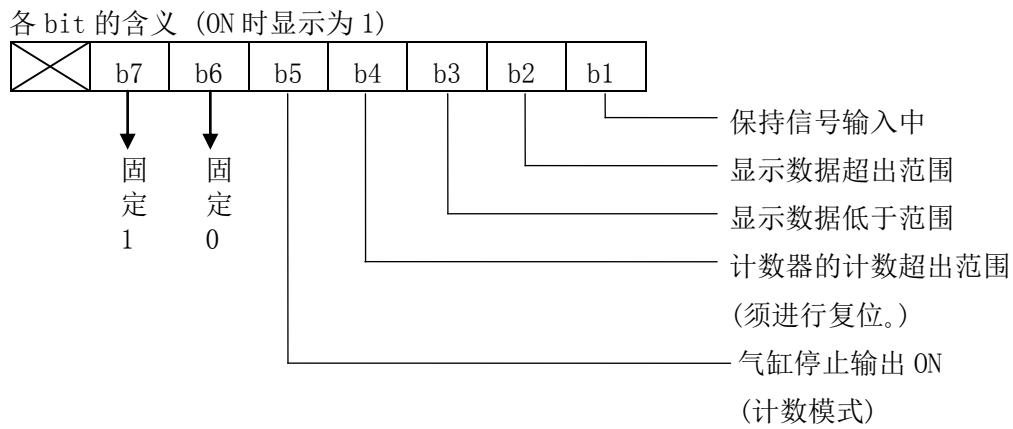 各 bit 的含义 (ON 时显示为 1)
b7 b6 b5 b4 b3 b2 b1
保持信号输入中
固定1
固定0
显示数据超出范围
显示数据低于范围
计数器的计数超出范围
(须进行复位。)
气缸停止输出 ON
(计数模式)